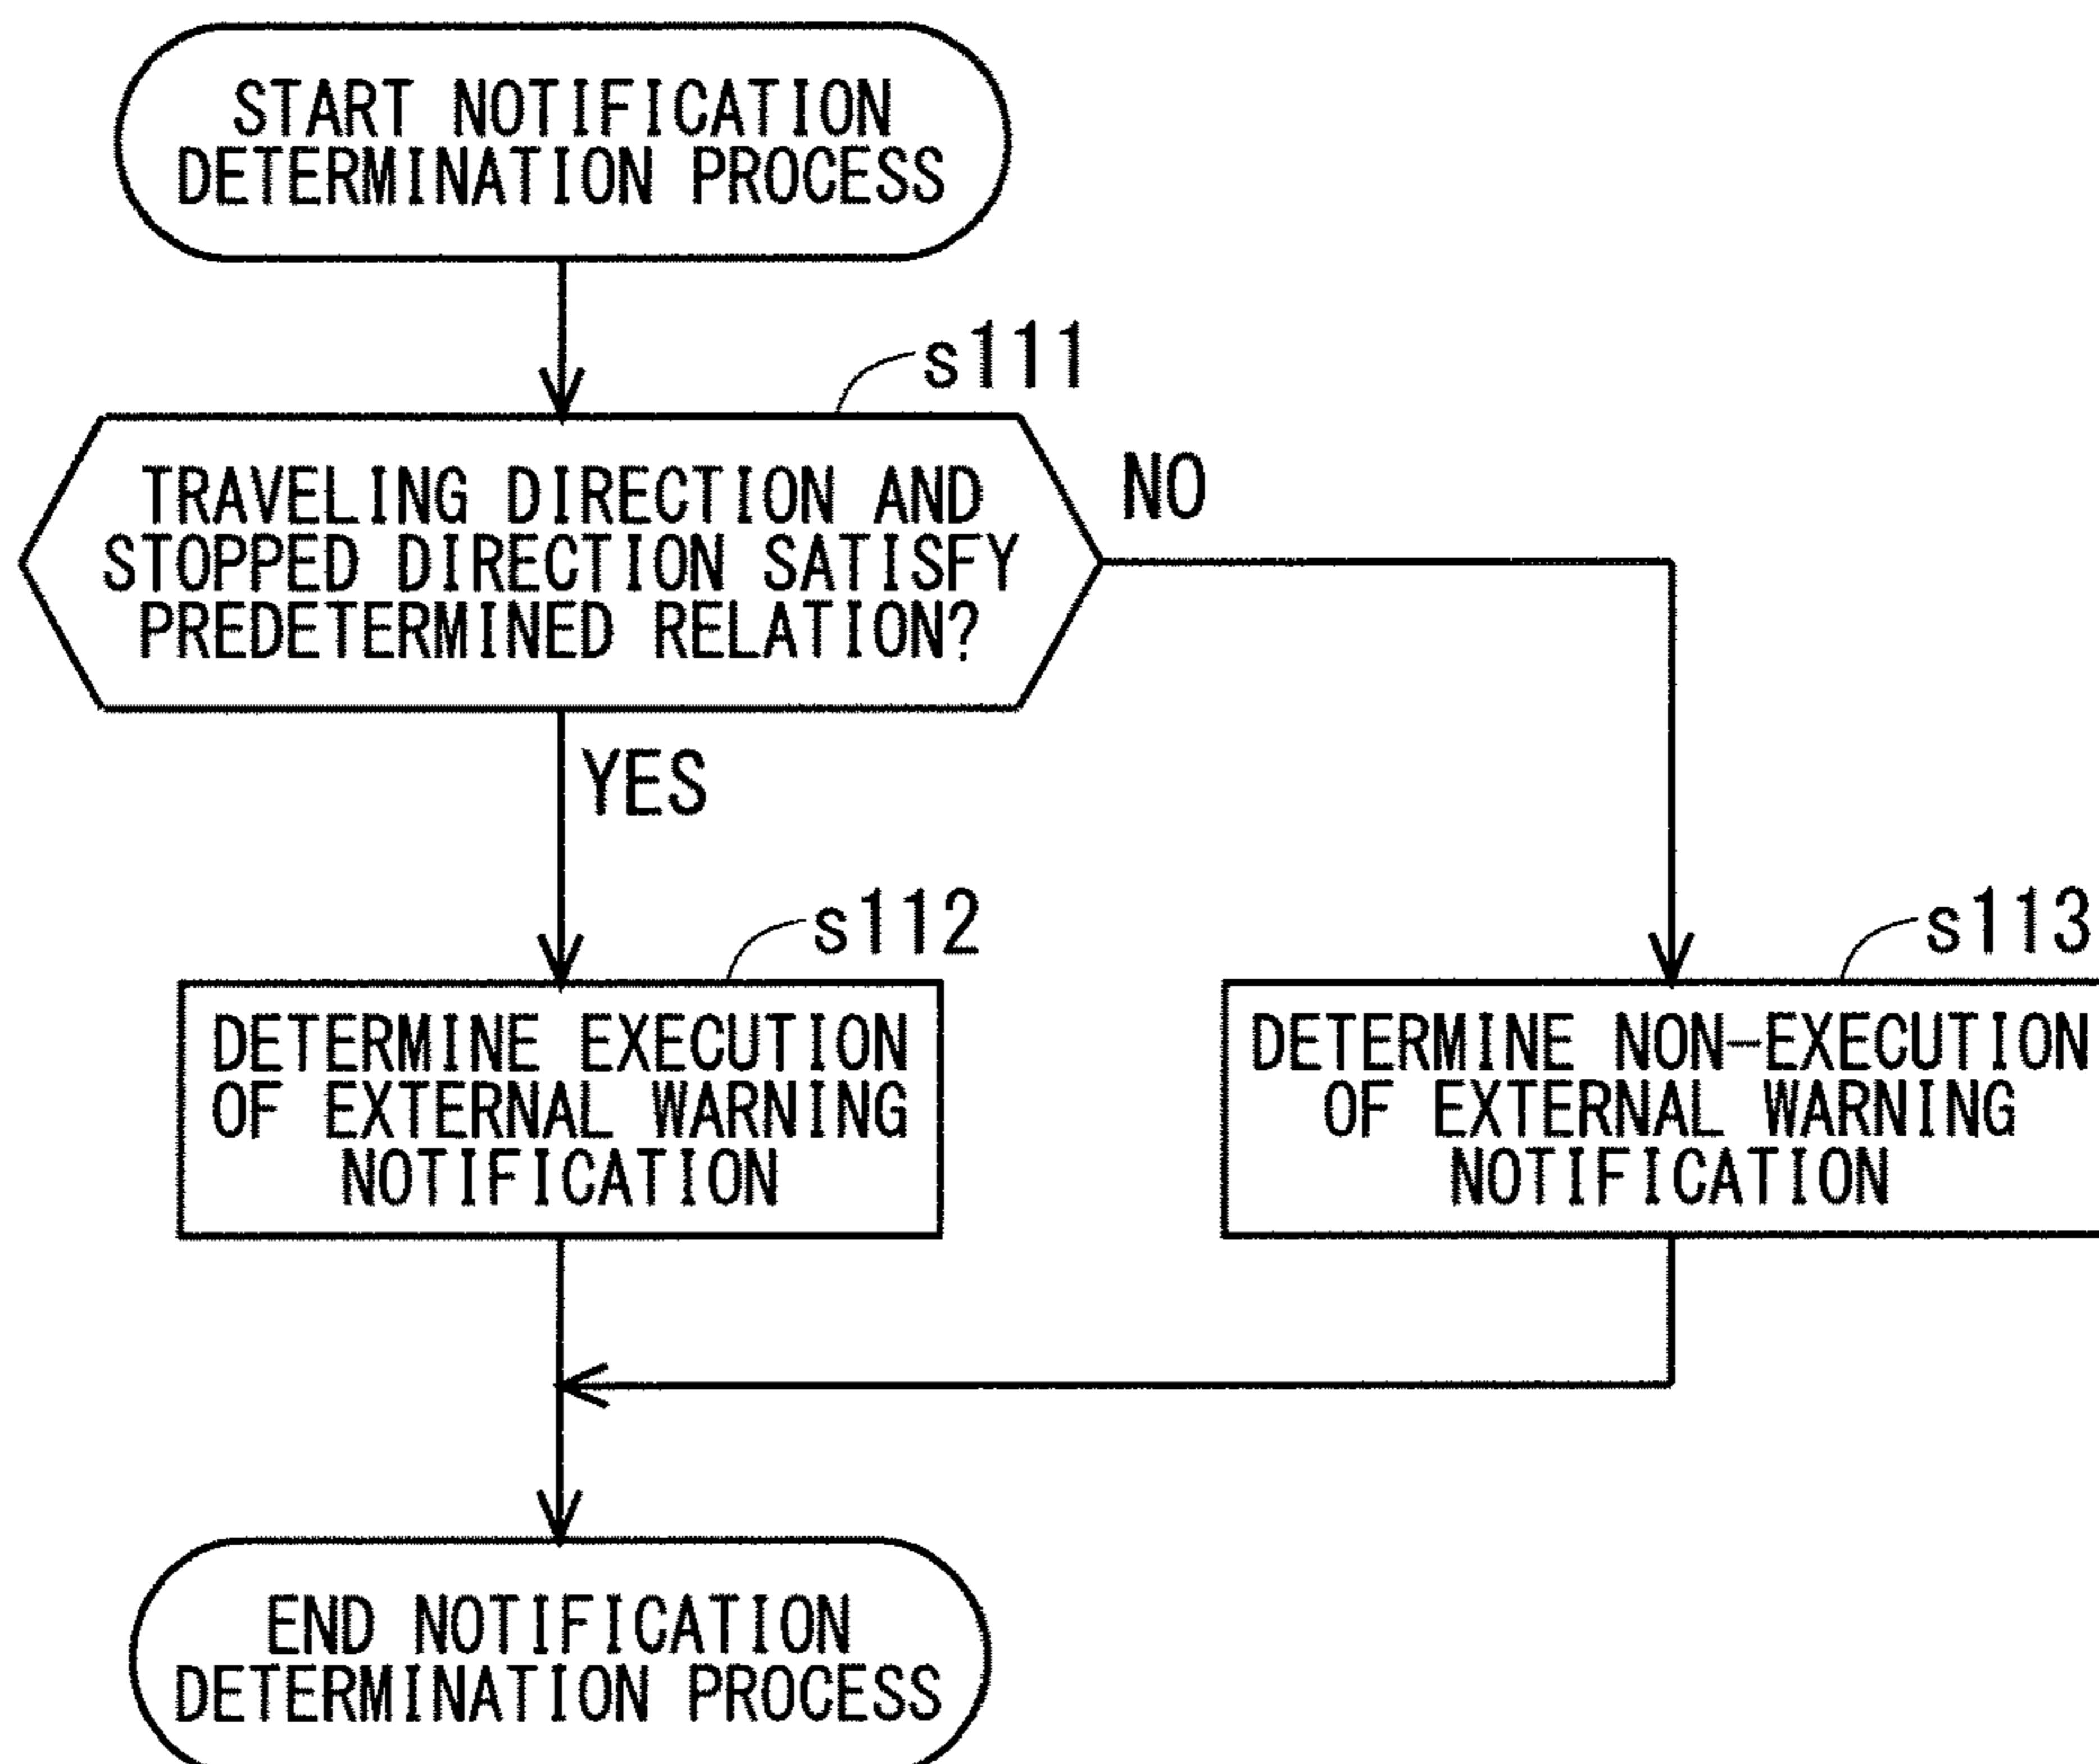 START NOTIFICATION
DETERMINATION PROCESS
s111
TRAVELING DIRECTION AND
STOPPED DIRECTION SATISFY
PREDETERMINED RELATION?
NO
YES
s112
DETERMINE EXECUTION
OF EXTERNAL WARNING
NOTIFICATION
s113
DETERMINE NON-EXECUTION
OF EXTERNAL WARNING
NOTIFICATION
END NOTIFICATION
DETERMINATION PROCESS